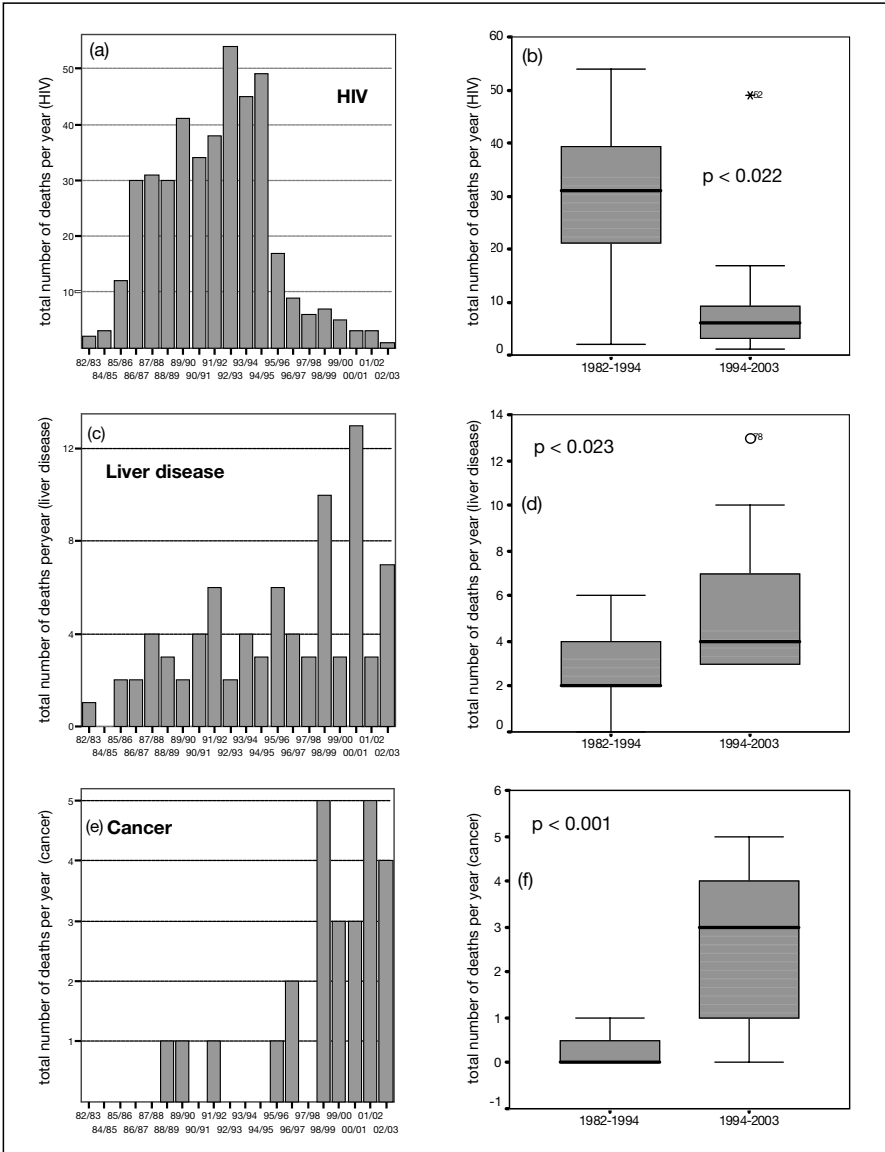 (a)
HIV
total number of deaths per year (HIV)
50
40
30
20
10
82/83 85/86 87/88 89/90 91/92 93/94 95/96 97/98 99/00 01/02
84/85 86/87 88/89 90/91 92/93 94/95 96/97 98/99 00/01 02/03
(b)
total number of deaths per year (HIV)
60
50
40
30
20
10
0
62
p < 0.022
1982-1994 1994-2003
(c)
Liver disease
total number of deaths peryear (liver disease)
12
8
4
0
82/83 85/86 87/88 89/90 91/92 93/94 95/96 97/98 99/00 01/02
84/85 86/87 88/89 90/91 92/93 94/95 96/97 98/99 00/01 02/03
(d)
total number of deaths per year (liver disease)
14
12
10
8
6
4
2
0
p < 0.023
78
1982-1994 1994-2003
(e) Cancer
total number of deaths per year (cancer)
5
4
3
2
1
82/83 85/86 87/88 89/90 91/92 93/94 95/96 97/98 99/00 01/02
84/85 86/87 88/89 90/91 92/93 94/95 96/97 98/99 00/01 02/03
(f)
total number of deaths per year (cancer)
6
5
4
3
2
1
0
-1
p < 0.001
1982-1994 1994-2003